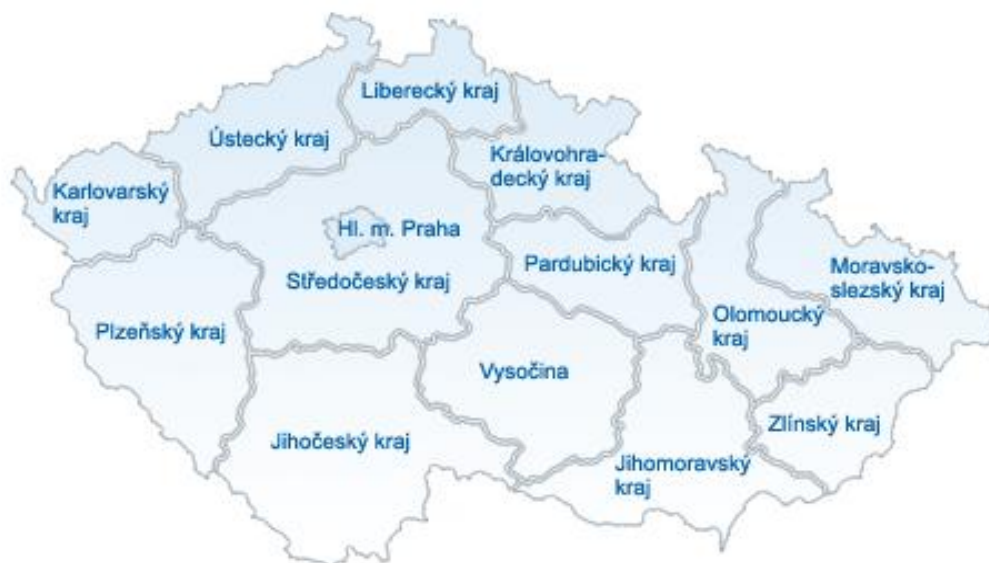 Liberecký kraj
Ústecký kraj
Královohra-
decký kraj
Karlovarský
kraj
Hl. m. Praha
Středočeský kraj
Pardubický kraj
Moravsko-
slezský kraj
Plzeňský kraj
Olomoucký
kraj
Vysočina
Zlínský kraj
Jihočeský kraj
Jihomoravský
kraj